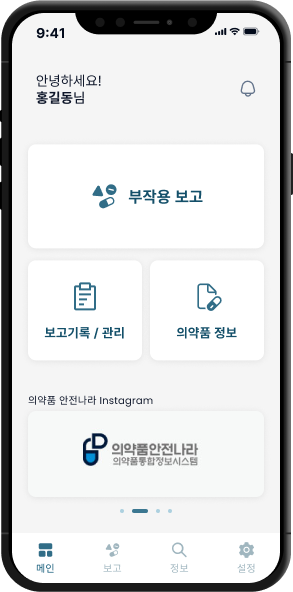 9:41
안녕하세요!
홍길동님
부작용 보고
보고기록 / 관리
의약품 정보
의약품 안전나라 Instagram
의약품안전나라
의약품통합정보시스템
메인
보고
정보
설정